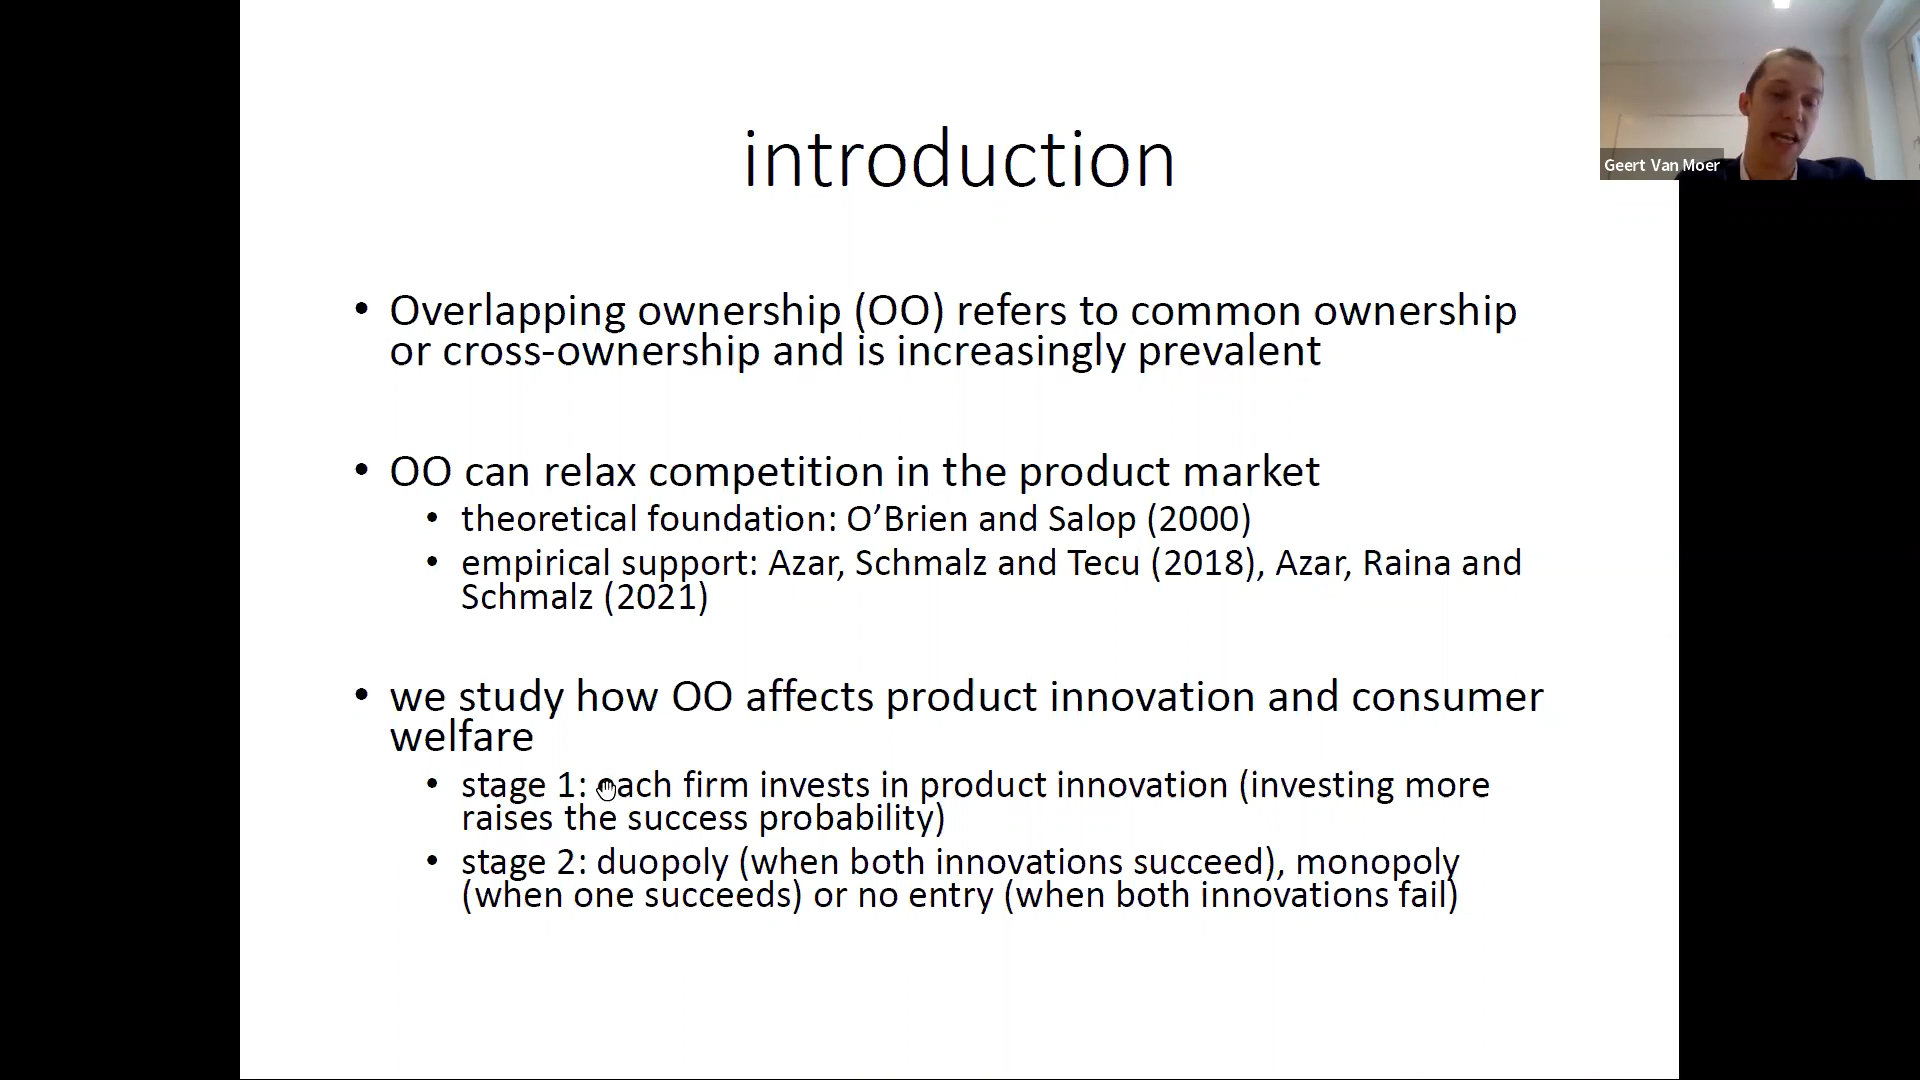 introduction
Geert Van Moer
• Overlapping ownership (OO) refers to common ownership
or cross-ownership and is increasingly prevalent
• OO can relax competition in the product market
• theoretical foundation: O’Brien and Salop (2000)
• empirical support: Azar, Schmalz and Tecu (2018), Azar, Raina and
Schmalz (2021)
• we study how OO affects product innovation and consumer
welfare
• stage 1: each firm invests in product innovation (investing more
raises the success probability)
• stage 2: duopoly (when both innovations succeed), monopoly
(when one succeeds) or no entry (when both innovations fail)